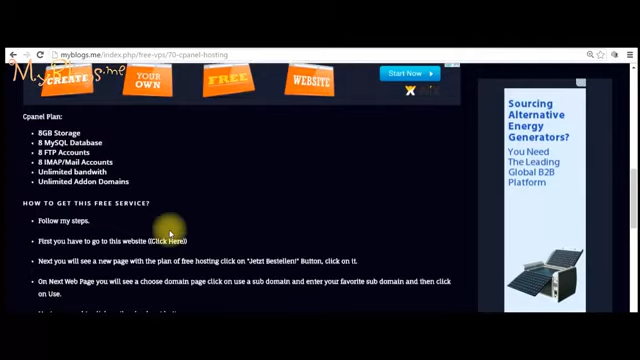 myblogs.me/index.php/free-vps/70-cpanel-hosting
MyBlogs.me
CREATE YOUR OWN FREE WEBSITE
Start Now
WiX
Cpanel Plan:
8GB Storage
8 MySQL Database
8 FTP Accounts
8 IMAP/Mail Accounts
Unlimited bandwith
Unlimited Addon Domains
HOW TO GET THIS FREE SERVICE?
Follow my steps.
First you have to go to this website ((Click Here))
Next you will see a new page with the plan of free hosting click on "Jetzt Bestellen!" Button, click on it.
On Next Web Page you will see a choose domain page click on use a sub domain and enter your favorite sub domain and then click
on Use.
Sourcing
Alternative
Energy
Generators?
You Need
The Leading
Global B2B
Platform